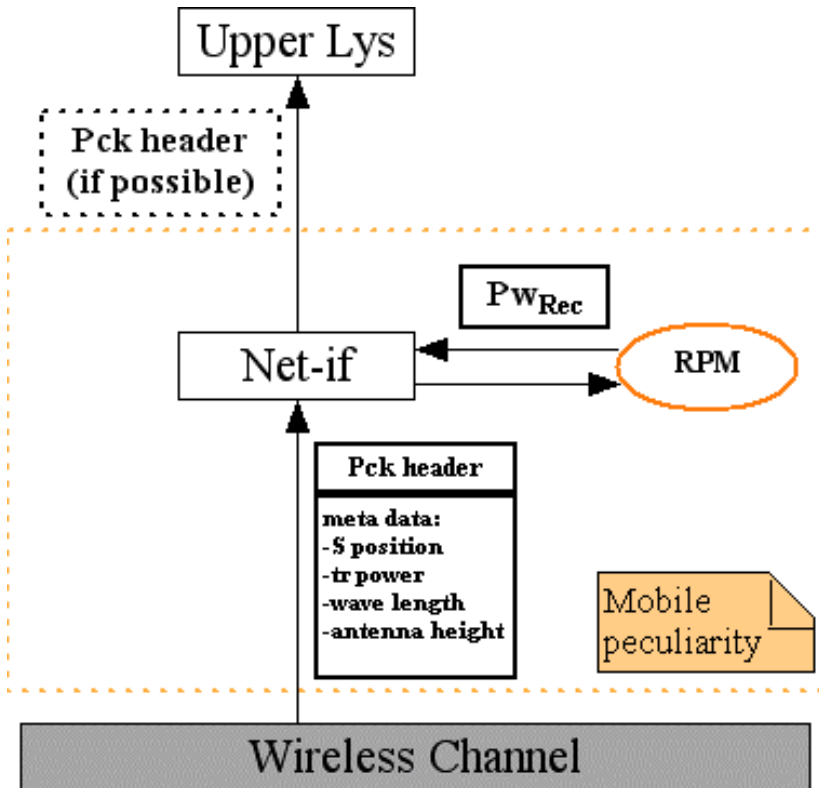 Upper Lys
Pck header
(if possible)
PwRec
Net-if
RPM
Pck header
meta data:
-S position
-tr power
-wave length
-antenna height
Mobile
peculiarity
Wireless Channel